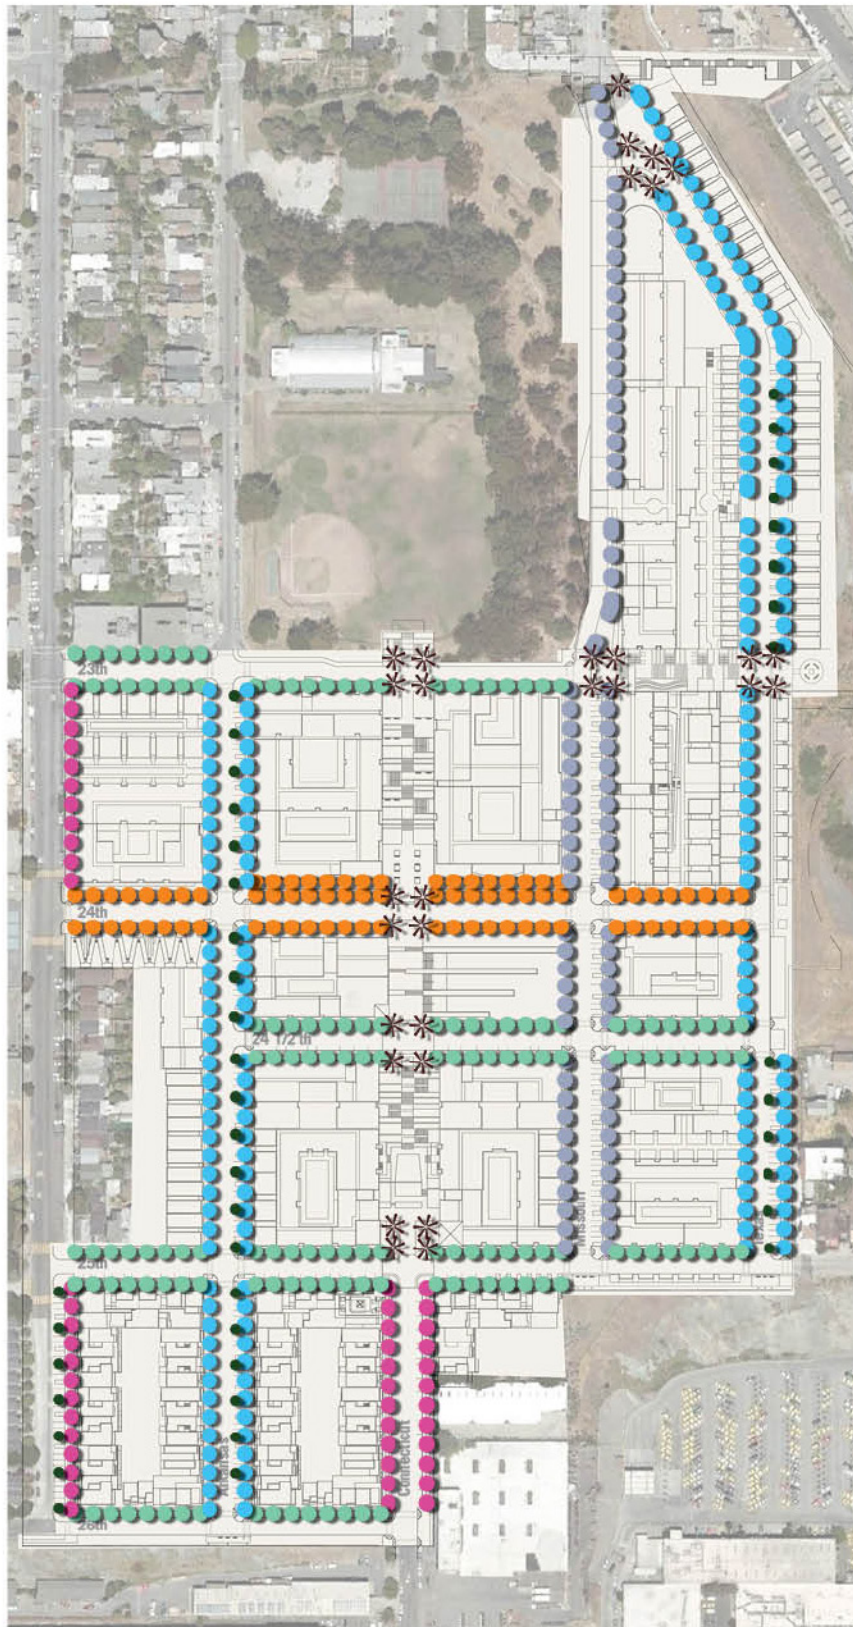 23th
24th
24 1/2 th
Missouri
Texas
25th
Arkansas
Connecticut
26th